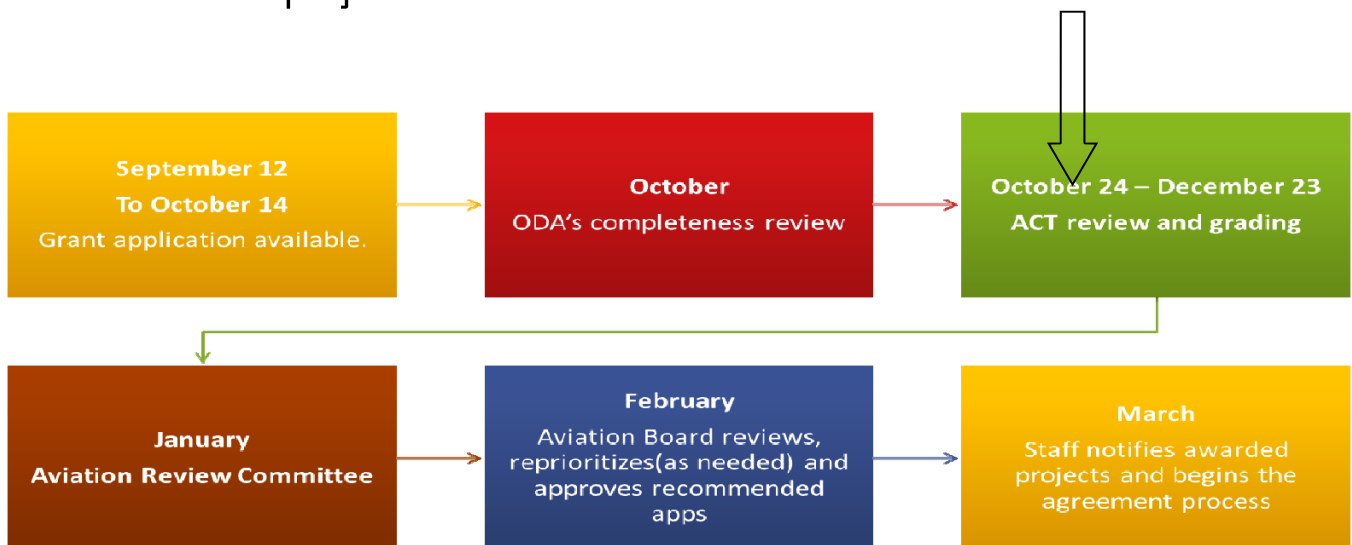 September 12
To October 14
Grant application available.
October
ODA's completeness review
October 24 – December 23
ACT review and grading
January
Aviation Review Committee
February
Aviation Board reviews,
reprioritizes(as needed) and
approves recommended
apps
March
Staff notifies awarded
projects and begins the
agreement process